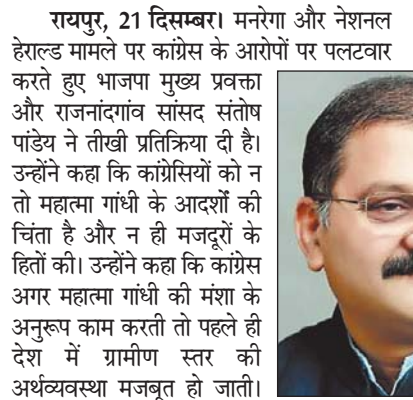 रायपुर, 21 दिसम्बर। मनरेगा और नेशनल
हेराल्ड मामले पर कांग्रेस के आरोपों पर पलटवार
करते हुए भाजपा मुख्य प्रवक्ता
और राजनांदगांव सांसद संतोष
पांडेय ने तीखी प्रतिक्रिया दी है।
उन्होंने कहा कि कांग्रेसियों को न
तो महात्मा गांधी के आदर्शों की
चिंता है और न ही मजदूरों के
हितों की। उन्होंने कहा कि कांग्रेस
अगर महात्मा गांधी की मंशा के
अनुरूप काम करती तो पहले ही
देश में ग्रामीण स्तर की
अर्थव्यवस्था मजबूत हो जाती।